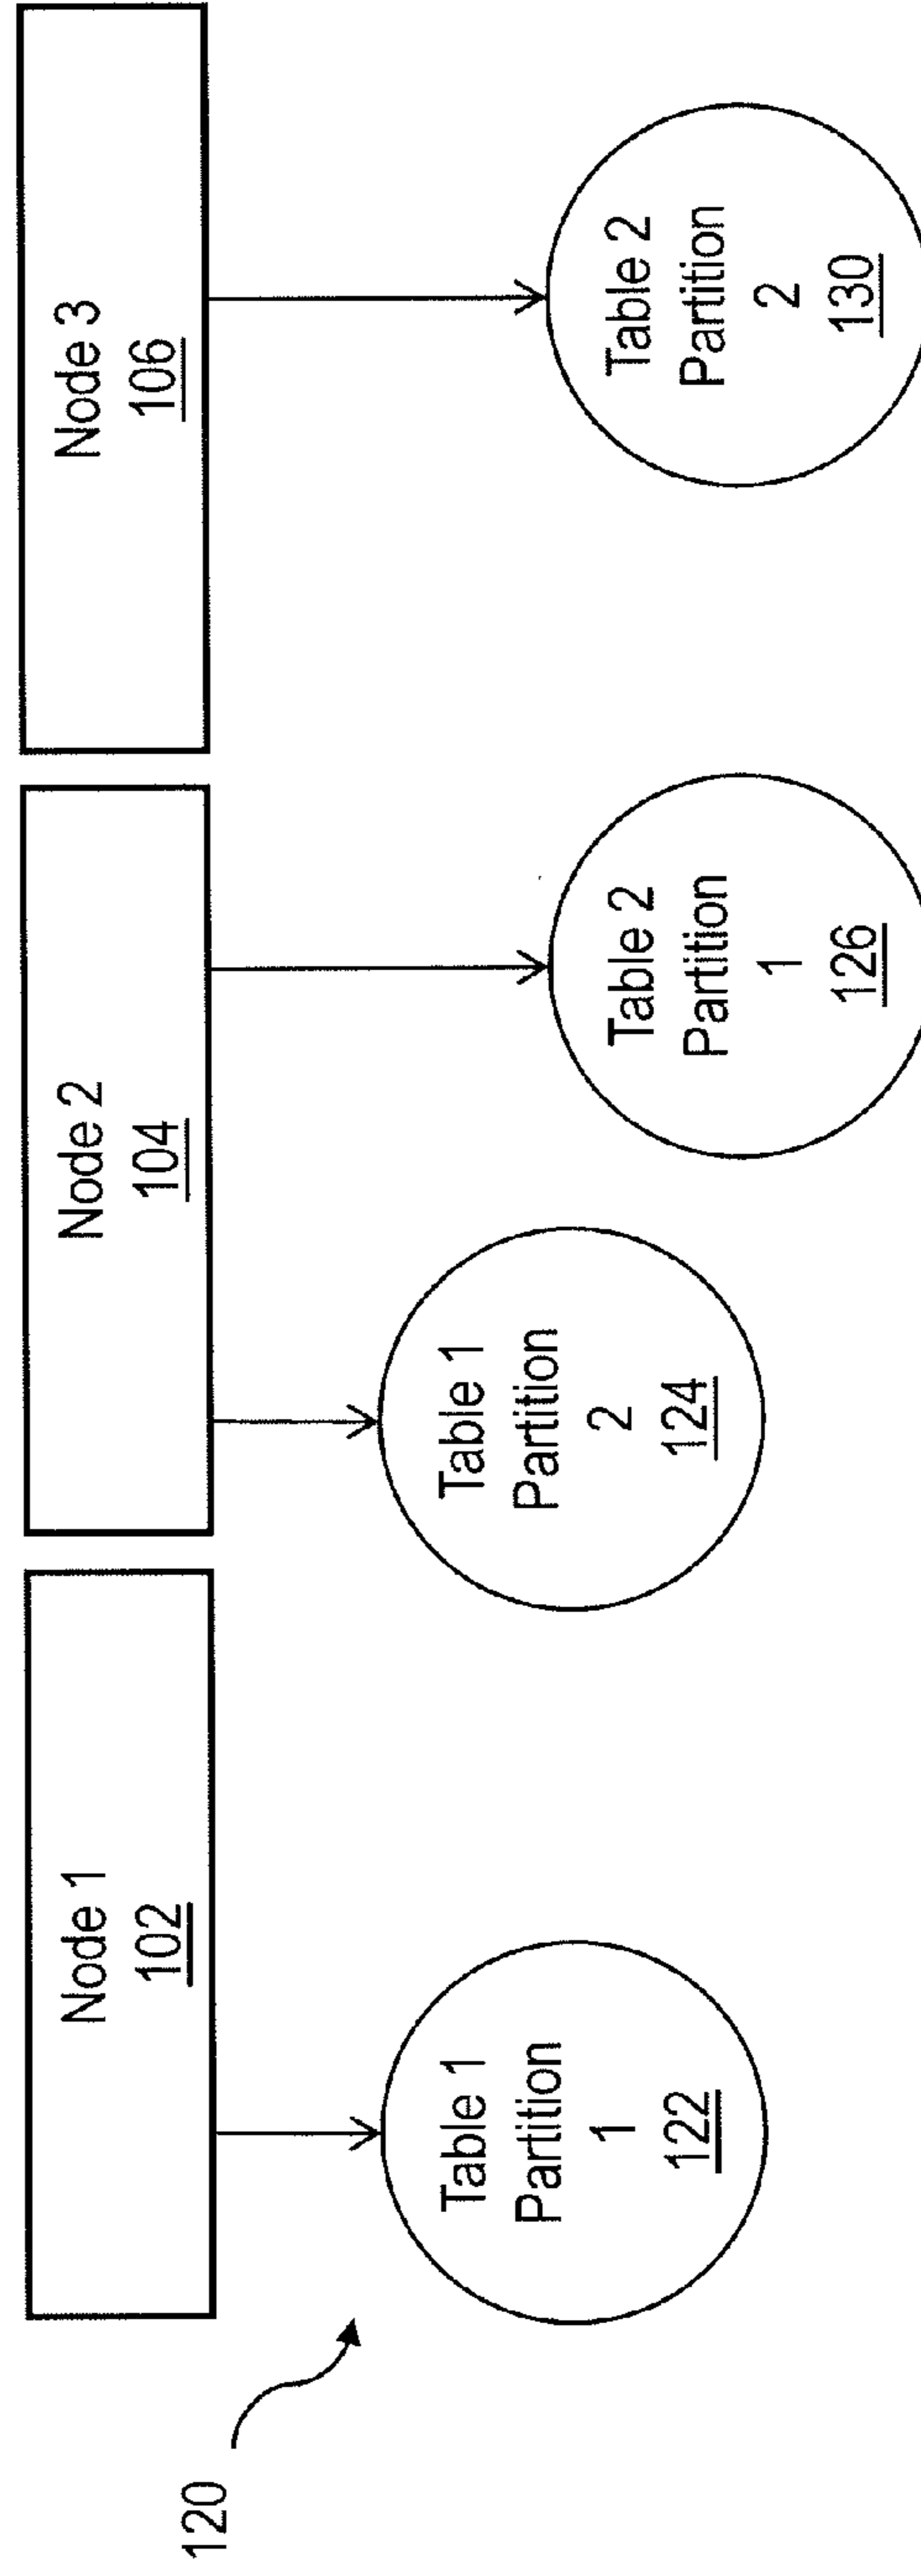 120
Node 1
102
Node 2
104
Node 3
106
Table 1
Partition
1
122
Table 1
Partition
2
124
Table 2
Partition
1
126
Table 2
Partition
2
130